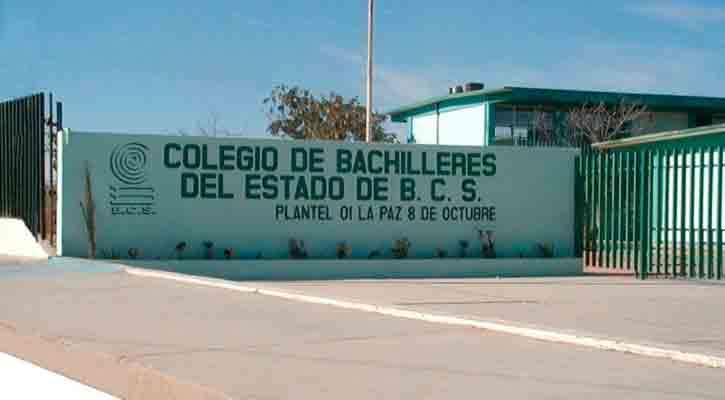 COLEGIO DE BACHILLERES
DEL ESTADO DE B. C. S.
PLANTEL 01 LA PAZ 8 DE OCTUBRE
B.C.S.